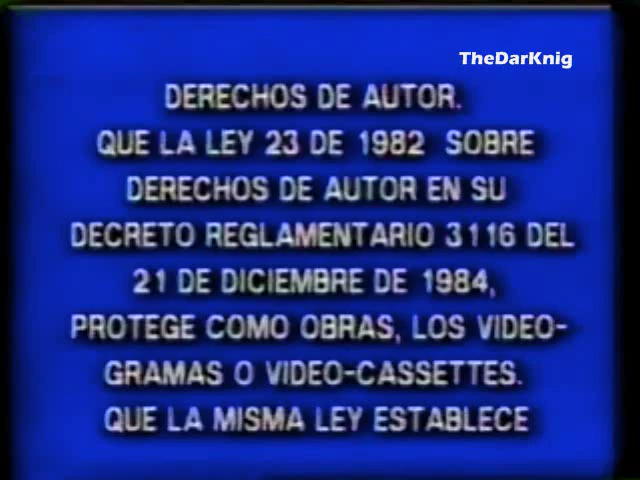 TheDarKnig
DERECHOS DE AUTOR.
QUE LA LEY 23 DE 1982 SOBRE
DERECHOS DE AUTOR EN SU
DECRETO REGLAMENTARIO 3116 DEL
21 DE DICIEMBRE DE 1984,
PROTEGE COMO OBRAS, LOS VIDEO-
GRAMAS O VIDEO-CASSETTES.
QUE LA MISMA LEY ESTABLECE